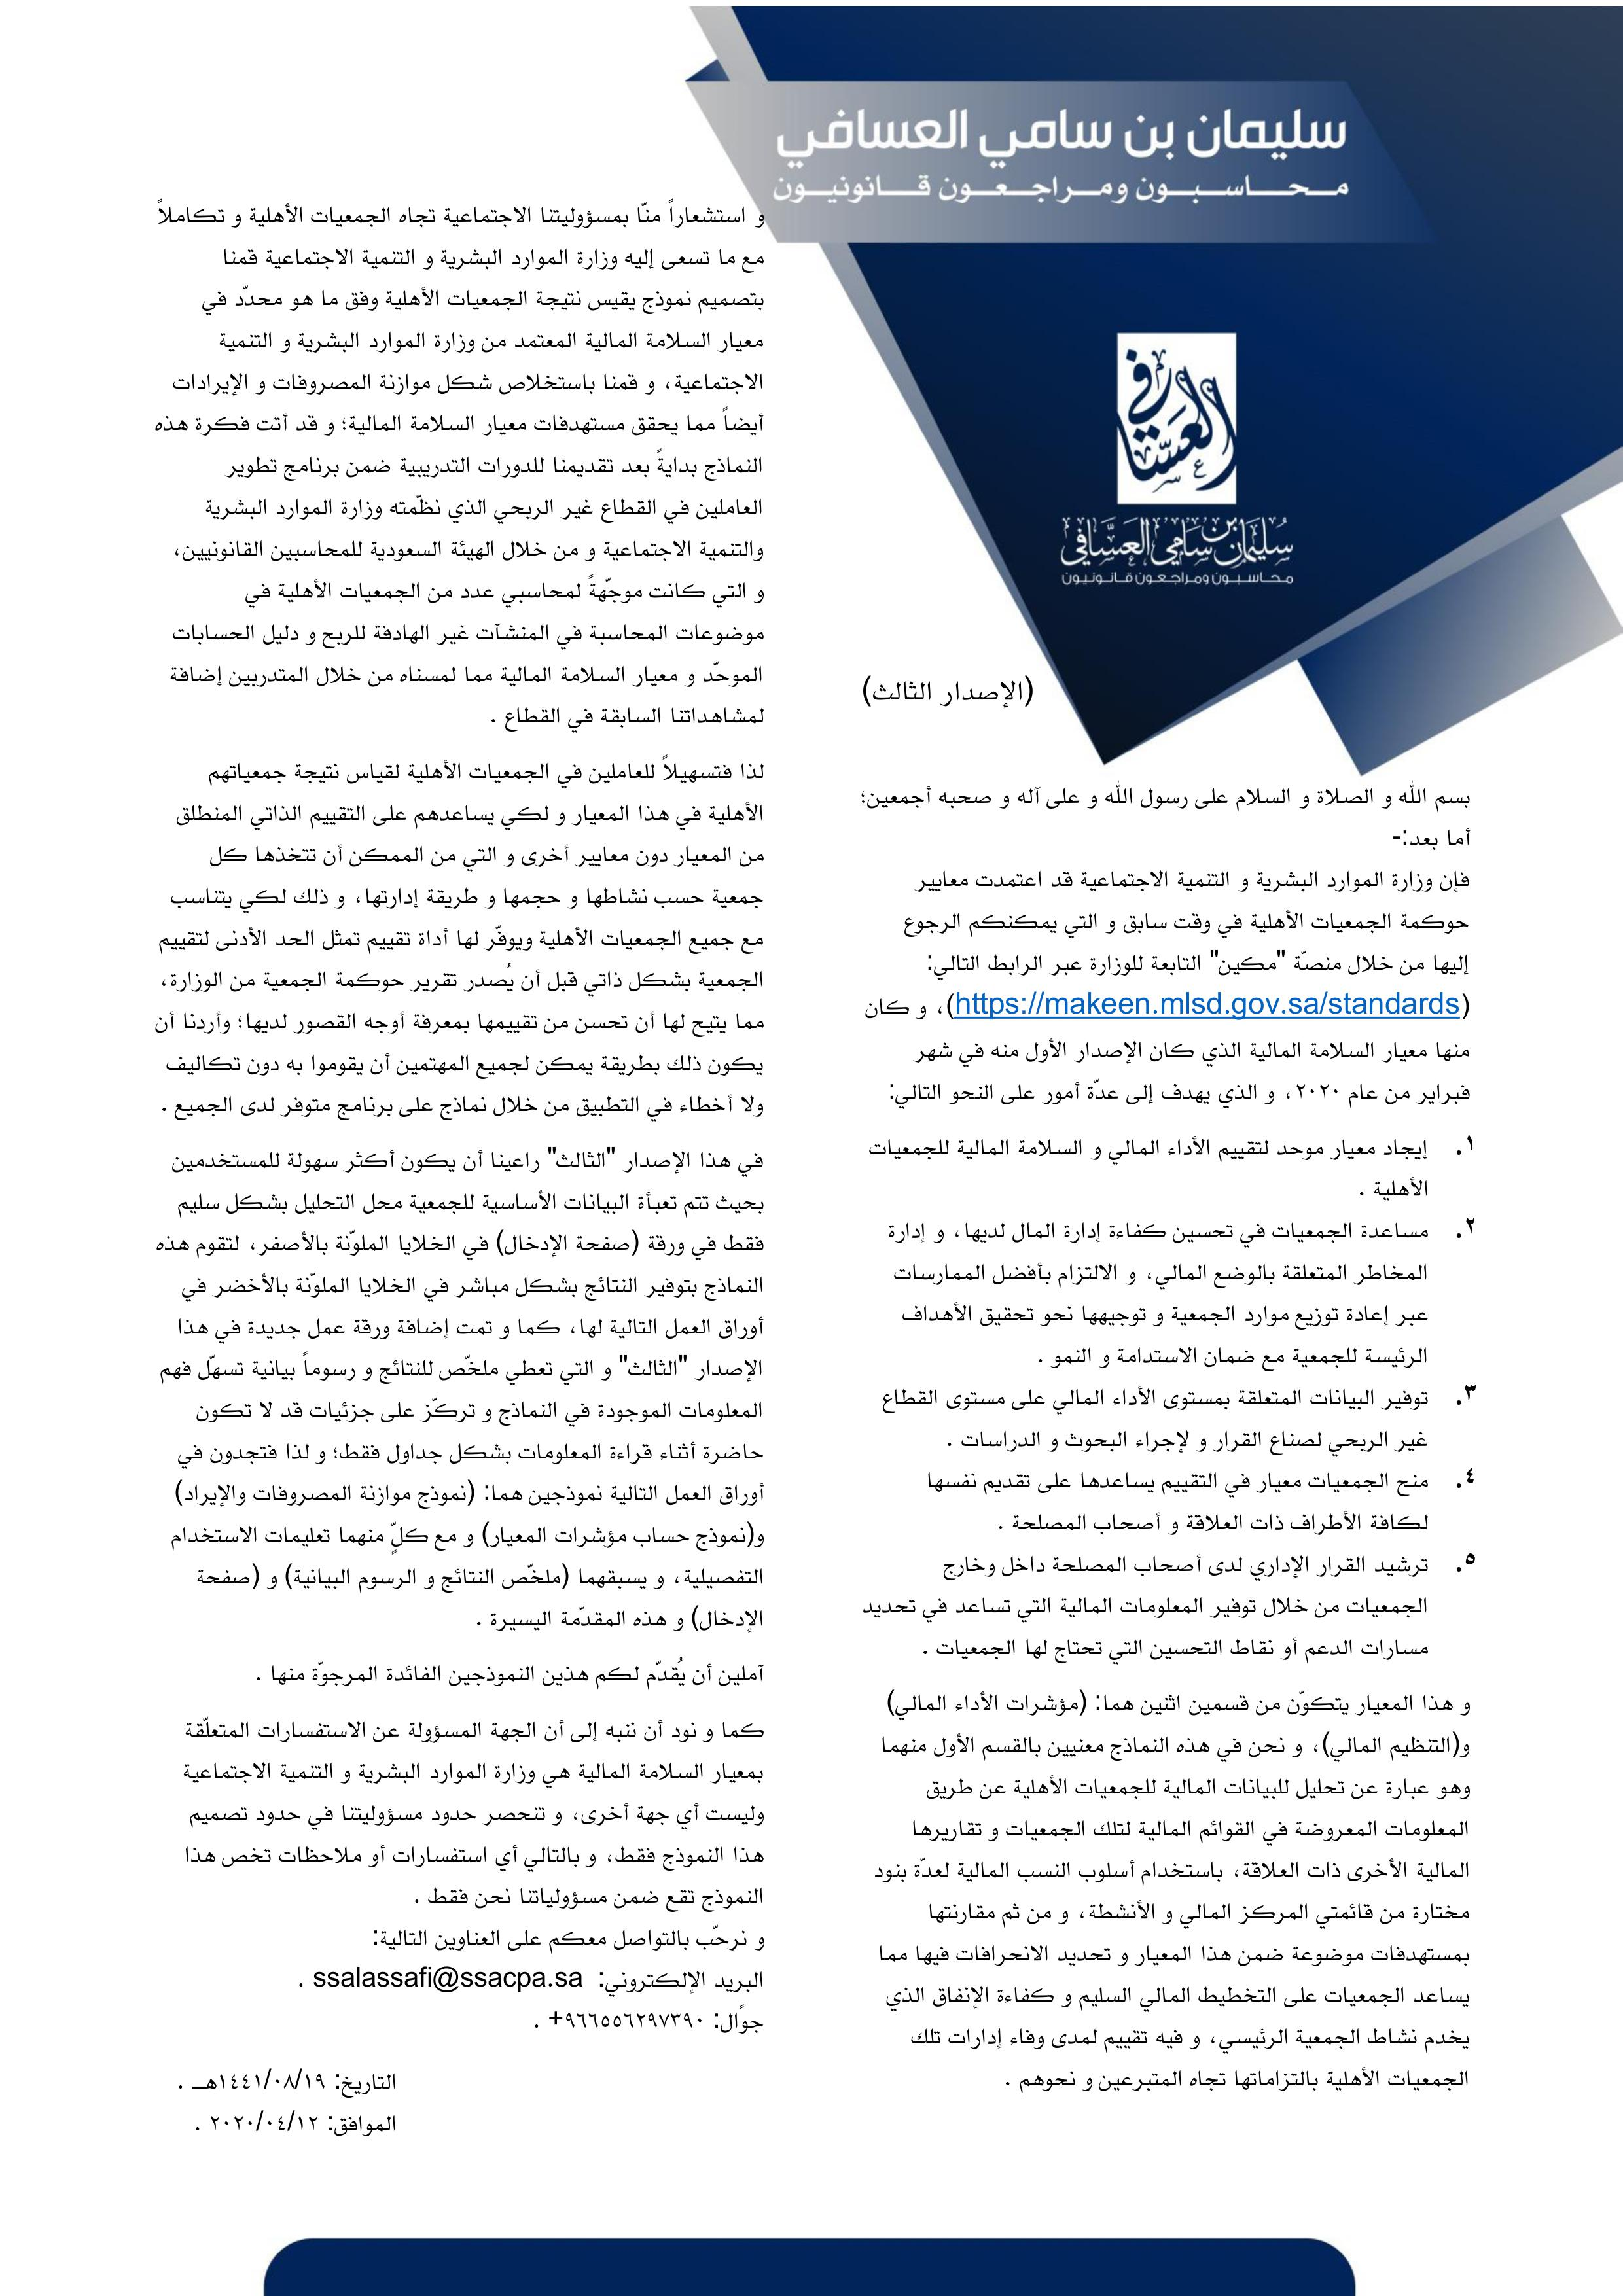 سليمان بن سامي العسافي
محاسبون ومراجعون قانونيون
العسافي
سليمان بن سامي العسافي
محاسبون ومراجعون قانونيون
(الإصدار الثالث)
بسم الله و الصلاة و السلام على رسول الله و على آله و صحبه أجمعين؛
أما بعد:-
فإن وزارة الموارد البشرية و التنمية الاجتماعية قد اعتمدت معايير
حوكمة الجمعيات الأهلية في وقت سابق و التي يمكنكم الرجوع
إليها من خلال منصّة "مكين" التابعة للوزارة عبر الرابط التالي:
(https://makeen.mlsd.gov.sa/standards)، و كان
منها معيار السلامة المالية الذي كان الإصدار الأول منه في شهر
فبراير من عام ٢٠٢٠، و الذي يهدف إلى عدّة أمور على النحو التالي:
١. إيجاد معيار موحد لتقييم الأداء المالي و السلامة المالية للجمعيات
الأهلية .
٢. مساعدة الجمعيات في تحسين كفاءة إدارة المال لديها، و إدارة
المخاطر المتعلقة بالوضع المالي، و الالتزام بأفضل الممارسات
عبر إعادة توزيع موارد الجمعية و توجيهها نحو تحقيق الأهداف
الرئيسة للجمعية مع ضمان الاستدامة و النمو .
٣. توفير البيانات المتعلقة بمستوى الأداء المالي على مستوى القطاع
غير الربحي لصناع القرار و لإجراء البحوث و الدراسات .
٤. منح الجمعيات معيار في التقييم يساعدها على تقديم نفسها
لكافة الأطراف ذات العلاقة و أصحاب المصلحة .
٥. ترشيد القرار الإداري لدى أصحاب المصلحة داخل وخارج
الجمعيات من خلال توفير المعلومات المالية التي تساعد في تحديد
مسارات الدعم أو نقاط التحسين التي تحتاج لها الجمعيات .
و هذا المعيار يتكوّن من قسمين اثنين هما: (مؤشرات الأداء المالي)
و(التنظيم المالي)، و نحن في هذه النماذج معنيين بالقسم الأول منهما
وهو عبارة عن تحليل للبيانات المالية للجمعيات الأهلية عن طريق
المعلومات المعروضة في القوائم المالية لتلك الجمعيات و تقاريرها
المالية الأخرى ذات العلاقة، باستخدام أسلوب النسب المالية لعدّة بنود
مختارة من قائمتي المركز المالي و الأنشطة، و من ثم مقارنتها
بمستهدفات موضوعة ضمن هذا المعيار و تحديد الانحرافات فيها مما
يساعد الجمعيات على التخطيط المالي السليم و كفاءة الإنفاق الذي
يخدم نشاط الجمعية الرئيسي، و فيه تقييم لمدى وفاء إدارات تلك
الجمعيات الأهلية بالتزاماتها تجاه المتبرعين و نحوهم .
و استشعاراً منّا بمسؤوليتنا الاجتماعية تجاه الجمعيات الأهلية و تكاملاً
مع ما تسعى إليه وزارة الموارد البشرية و التنمية الاجتماعية قمنا
بتصميم نموذج يقيس نتيجة الجمعيات الأهلية وفق ما هو محدّد في
معيار السلامة المالية المعتمد من وزارة الموارد البشرية و التنمية
الاجتماعية، و قمنا باستخلاص شكل موازنة المصروفات و الإيرادات
أيضاً مما يحقق مستهدفات معيار السلامة المالية؛ و قد أتت فكرة هذه
النماذج بدايةً بعد تقديمنا للدورات التدريبية ضمن برنامج تطوير
العاملين في القطاع غير الربحي الذي نظّمته وزارة الموارد البشرية
والتنمية الاجتماعية و من خلال الهيئة السعودية للمحاسبين القانونيين،
و التي كانت موجّهةً لمحاسبي عدد من الجمعيات الأهلية في
موضوعات المحاسبة في المنشآت غير الهادفة للربح و دليل الحسابات
الموحّد و معيار السلامة المالية مما لمسناه من خلال المتدربين إضافة
لمشاهداتنا السابقة في القطاع .
لذا فتسهيلاً للعاملين في الجمعيات الأهلية لقياس نتيجة جمعياتهم
الأهلية في هذا المعيار و لكي يساعدهم على التقييم الذاتي المنطلق
من المعيار دون معايير أخرى و التي من الممكن أن تتخذها كل
جمعية حسب نشاطها و حجمها و طريقة إدارتها، و ذلك لكي يتناسب
مع جميع الجمعيات الأهلية ويوفّر لها أداة تقييم تمثل الحد الأدنى لتقييم
الجمعية بشكل ذاتي قبل أن يُصدر تقرير حوكمة الجمعية من الوزارة،
مما يتيح لها أن تحسن من تقييمها بمعرفة أوجه القصور لديها؛ وأردنا أن
يكون ذلك بطريقة يمكن لجميع المهتمين أن يقوموا به دون تكاليف
ولا أخطاء في التطبيق من خلال نماذج على برنامج متوفر لدى الجميع .
في هذا الإصدار "الثالث" راعينا أن يكون أكثر سهولة للمستخدمين
بحيث تتم تعبأة البيانات الأساسية للجمعية محل التحليل بشكل سليم
فقط في ورقة (صفحة الإدخال) في الخلايا الملوّنة بالأصفر، لتقوم هذه
النماذج بتوفير النتائج بشكل مباشر في الخلايا الملوّنة بالأخضر في
أوراق العمل التالية لها، كما و تمت إضافة ورقة عمل جديدة في هذا
الإصدار "الثالث" و التي تعطي ملخّص للنتائج و رسوماً بيانية تسهّل فهم
المعلومات الموجودة في النماذج و تركّز على جزئيات قد لا تكون
حاضرة أثناء قراءة المعلومات بشكل جداول فقط؛ و لذا فتجدون في
أوراق العمل التالية نموذجين هما: (نموذج موازنة المصروفات والإيراد)
و(نموذج حساب مؤشرات المعيار) و مع كلٍّ منهما تعليمات الاستخدام
التفصيلية، و يسبقهما (ملخّص النتائج و الرسوم البيانية) و (صفحة
الإدخال) و هذه المقدّمة اليسيرة .
آملين أن يُقدّم لكم هذين النموذجين الفائدة المرجوّة منها .
كما و نود أن ننبه إلى أن الجهة المسؤولة عن الاستفسارات المتعلّقة
بمعيار السلامة المالية هي وزارة الموارد البشرية و التنمية الاجتماعية
وليست أي جهة أخرى، و تنحصر حدود مسؤوليتنا في حدود تصميم
هذا النموذج فقط، و بالتالي أي استفسارات أو ملاحظات تخص هذا
النموذج تقع ضمن مسؤولياتنا نحن فقط .
و نرحّب بالتواصل معكم على العناوين التالية:
البريد الإلكتروني: ssalassafi@ssacpa.sa .
جوّال: ٩٦٦٥٥٦٢٩٧٣٩٠+ .
التاريخ: ١٤٤١/٠٨/١٩هـ .
الموافق: ٢٠٢٠/٠٤/١٢ .